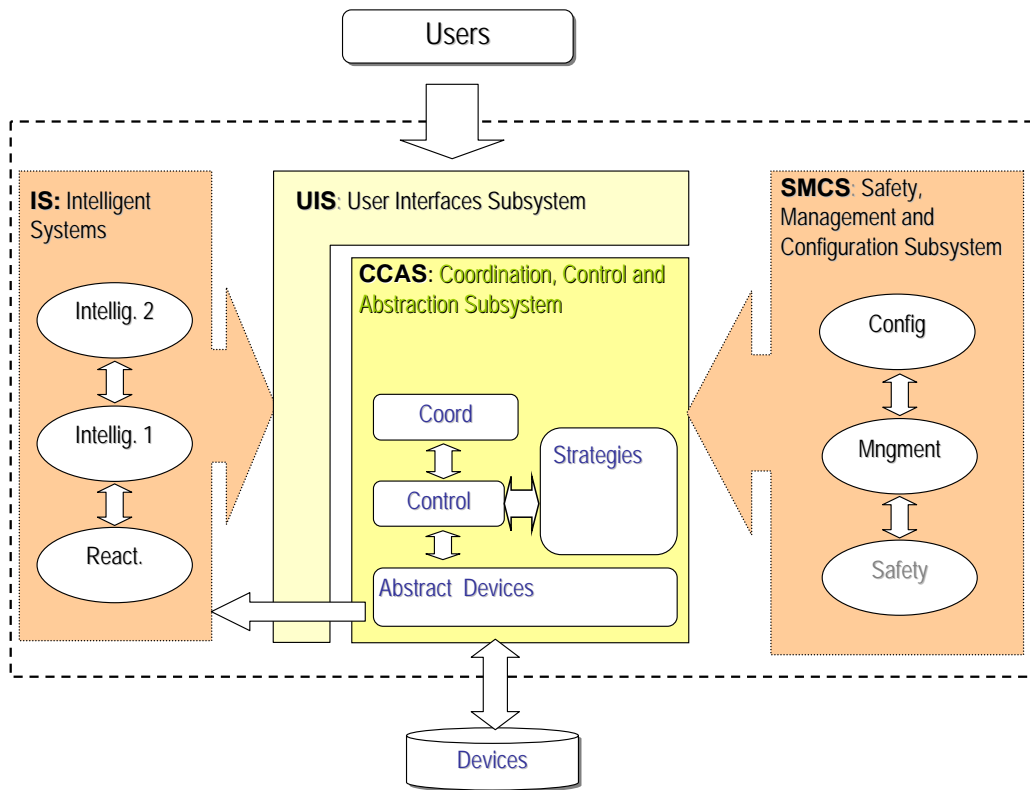 Users
IS: Intelligent
Systems
Intellig. 2
Intellig. 1
React.
UIS: User Interfaces Subsystem
CCAS: Coordination, Control and
Abstraction Subsystem
Coord
Control
Strategies
Abstract Devices
SMCS: Safety,
Management and
Configuration Subsystem
Config
Mngment
Safety
Devices